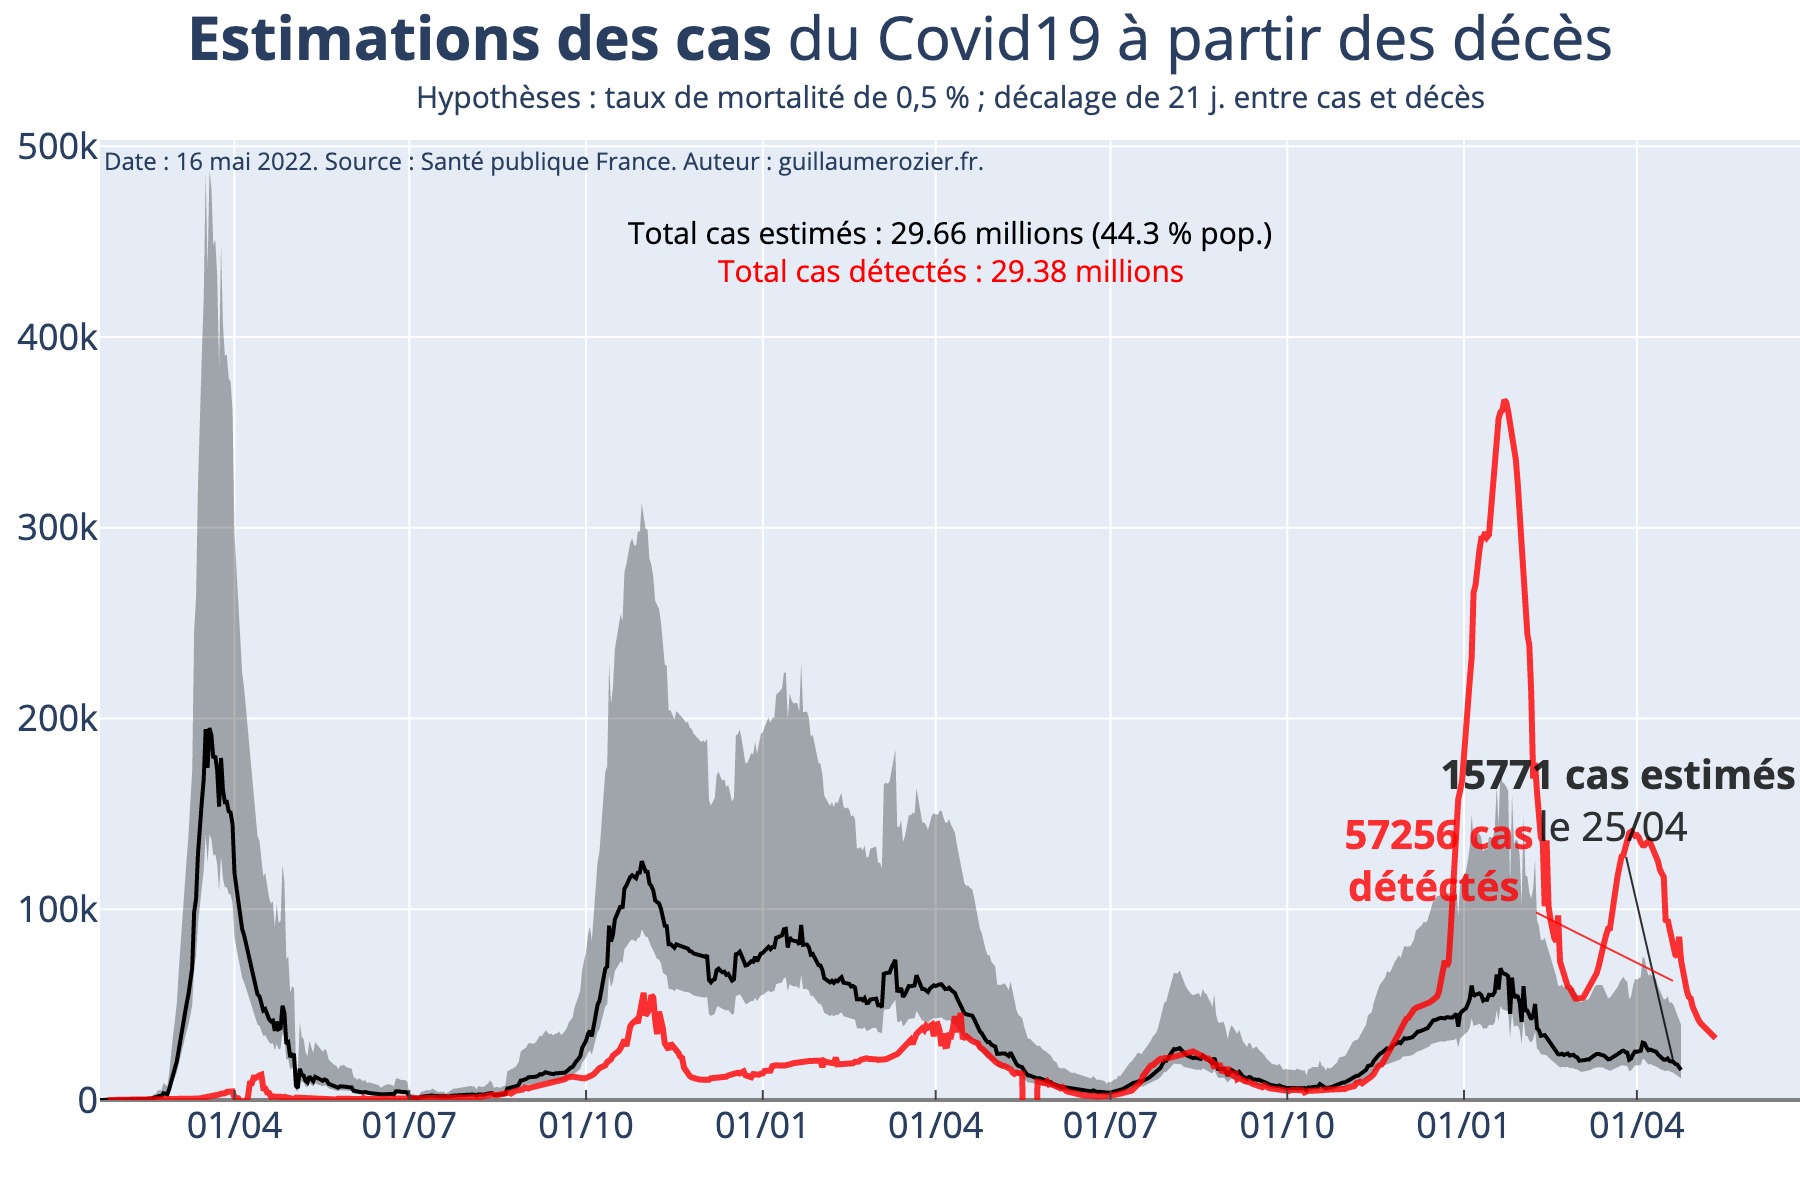 Estimations des cas du Covid19 à partir des décès
Hypothèses : taux de mortalité de 0,5 % ; décalage de 21 j. entre cas et décès
500k
Date : 16 mai 2022. Source : Santé publique France. Auteur : guillaumerozier.fr.
Total cas estimés : 29.66 millions (44.3 % pop.)
Total cas détectés : 29.38 millions
400k
300k
200k
15771 cas estimés
le 25/04
57256 cas
détéctés
100k
0
01/04 01/07 01/10 01/01 01/04 01/07 01/10 01/01 01/04